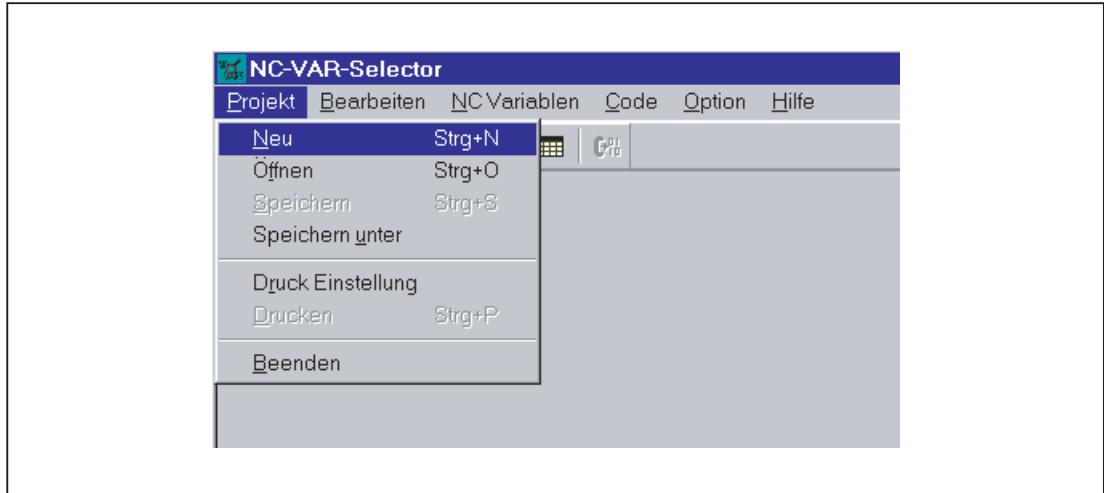 NC-VAR-Selector
Projekt Bearbeiten NC Variablen Code Option Hilfe
Neu Strg+N
Öffnen Strg+O
Speichern Strg+S
Speichern unter
Druck Einstellung
Drucken Strg+P
Beenden